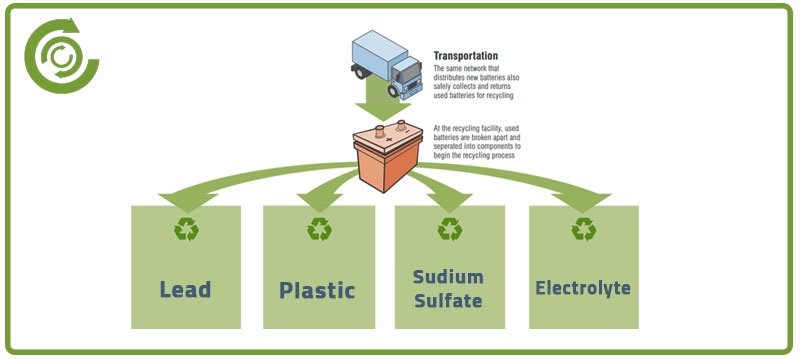 Transportation
The same network that
distributes new batteries also
safely collects and returns
used batteries for recycling
At the recycling facility, used
batteries are broken apart and
seperated into components to
begin the recycling process
Lead
Plastic
Sudium
Sulfate
Electrolyte